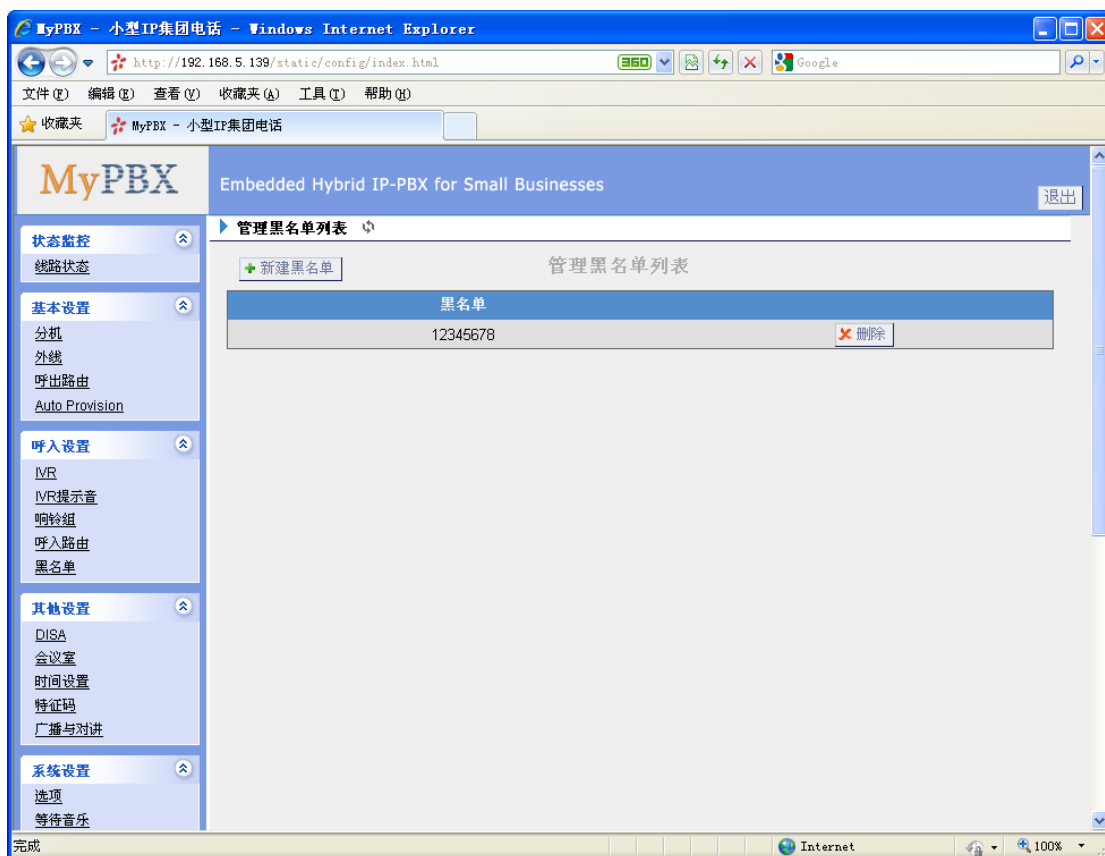 MyPBX - 小型IP集团电话 - Windows Internet Explorer
http://192.168.5.139/static/config/index.html
360
Google
文件(F) 编辑(E) 查看(V) 收藏夹(A) 工具(T) 帮助(H)
收藏夹
MyPBX - 小型IP集团电话
MyPBX
Embedded Hybrid IP-PBX for Small Businesses
退出
状态监控
线路状态
基本设置
分机
外线
呼出路由
Auto Provision
呼入设置
IVR
IVR提示音
响铃组
呼入路由
黑名单
其他设置
DISA
会议室
时间设置
特征码
广播与对讲
系统设置
选项
等待音乐
管理黑名单列表
新建黑名单
管理黑名单列表
黑名单
12345678
删除
完成
Internet
100%